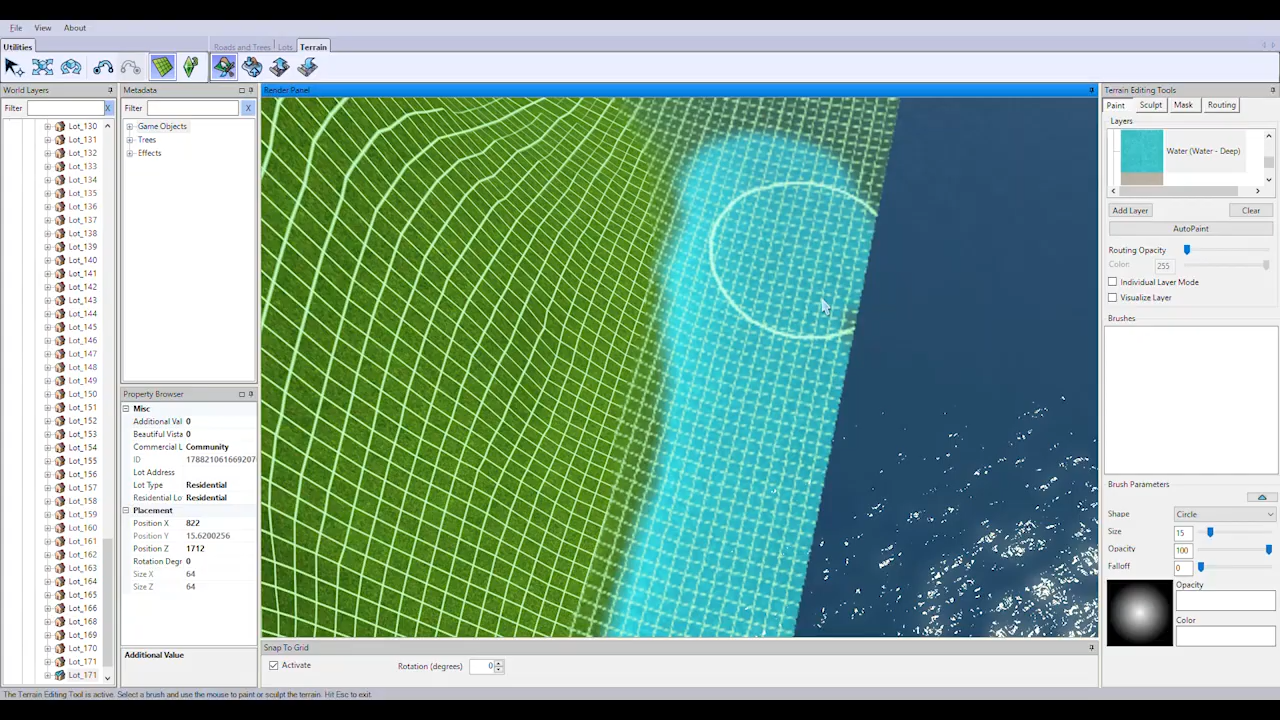 File View About
Utilities Roads and Trees Lots Terrain
World Layers
Filter X
Lot_130
Lot_131
Lot_132
Lot_133
Lot_134
Lot_135
Lot_136
Lot_137
Lot_138
Lot_139
Lot_140
Lot_141
Lot_142
Lot_143
Lot_144
Lot_145
Lot_146
Lot_147
Lot_148
Lot_149
Lot_150
Lot_151
Lot_152
Lot_153
Lot_154
Lot_155
Lot_156
Lot_157
Lot_158
Lot_159
Lot_160
Lot_161
Lot_162
Lot_163
Lot_164
Lot_165
Lot_166
Lot_168
Lot_169
Lot_170
Lot_171
Lot_171
Metadata
Filter X
Game Objects
Trees
Effects
Property Browser
Misc
Additional Val 0
Beautiful Vista 0
Commercial L Community
ID 178821061669207
Lot Address
Lot Type Residential
Residential Lo Residential
Placement
Position X 822
Position Y 15.6200256
Position Z 1712
Rotation Degr 0
Size X 64
Size Z 64
Additional Value
Render Panel
Snap To Grid
Activate Rotation (degrees) 0
Terrain Editing Tools
Paint Sculpt Mask Routing
Layers
Water (Water - Deep)
Add Layer Clear
AutoPaint
Routing Opacity
Color: 255
Individual Layer Mode
Visualize Layer
Brushes
Brush Parameters
Shape Circle
Size 15
Opacity 100
Falloff 0
Opacity
Color
The Terrain Editing Tool is active. Select a brush and use the mouse to paint or sculpt the terrain. Hit Esc to exit.